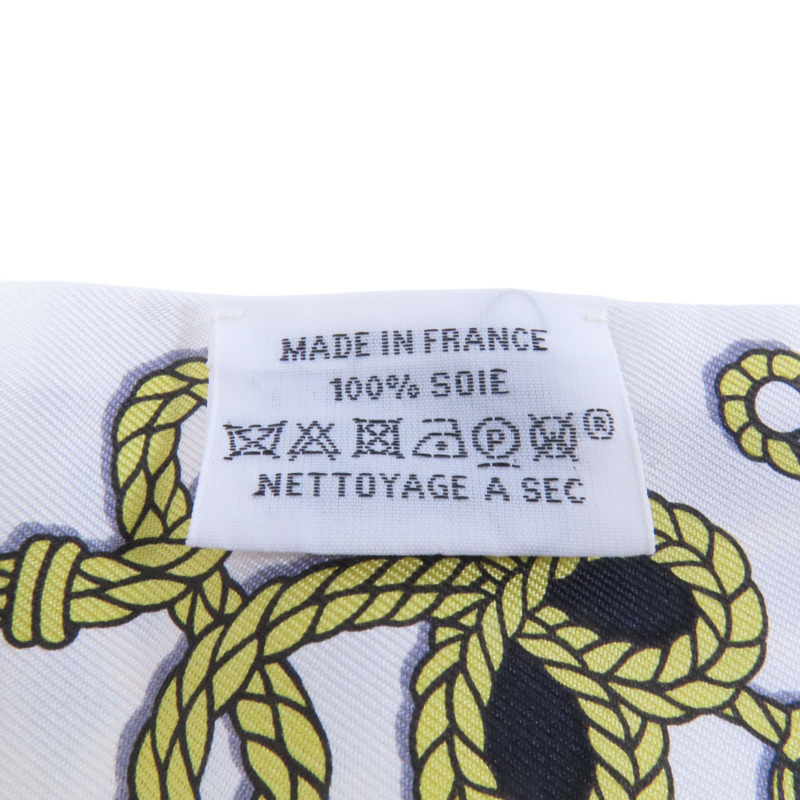 MADE IN FRANCE
100% SOIE
P W ®
NETTOYAGE A SEC